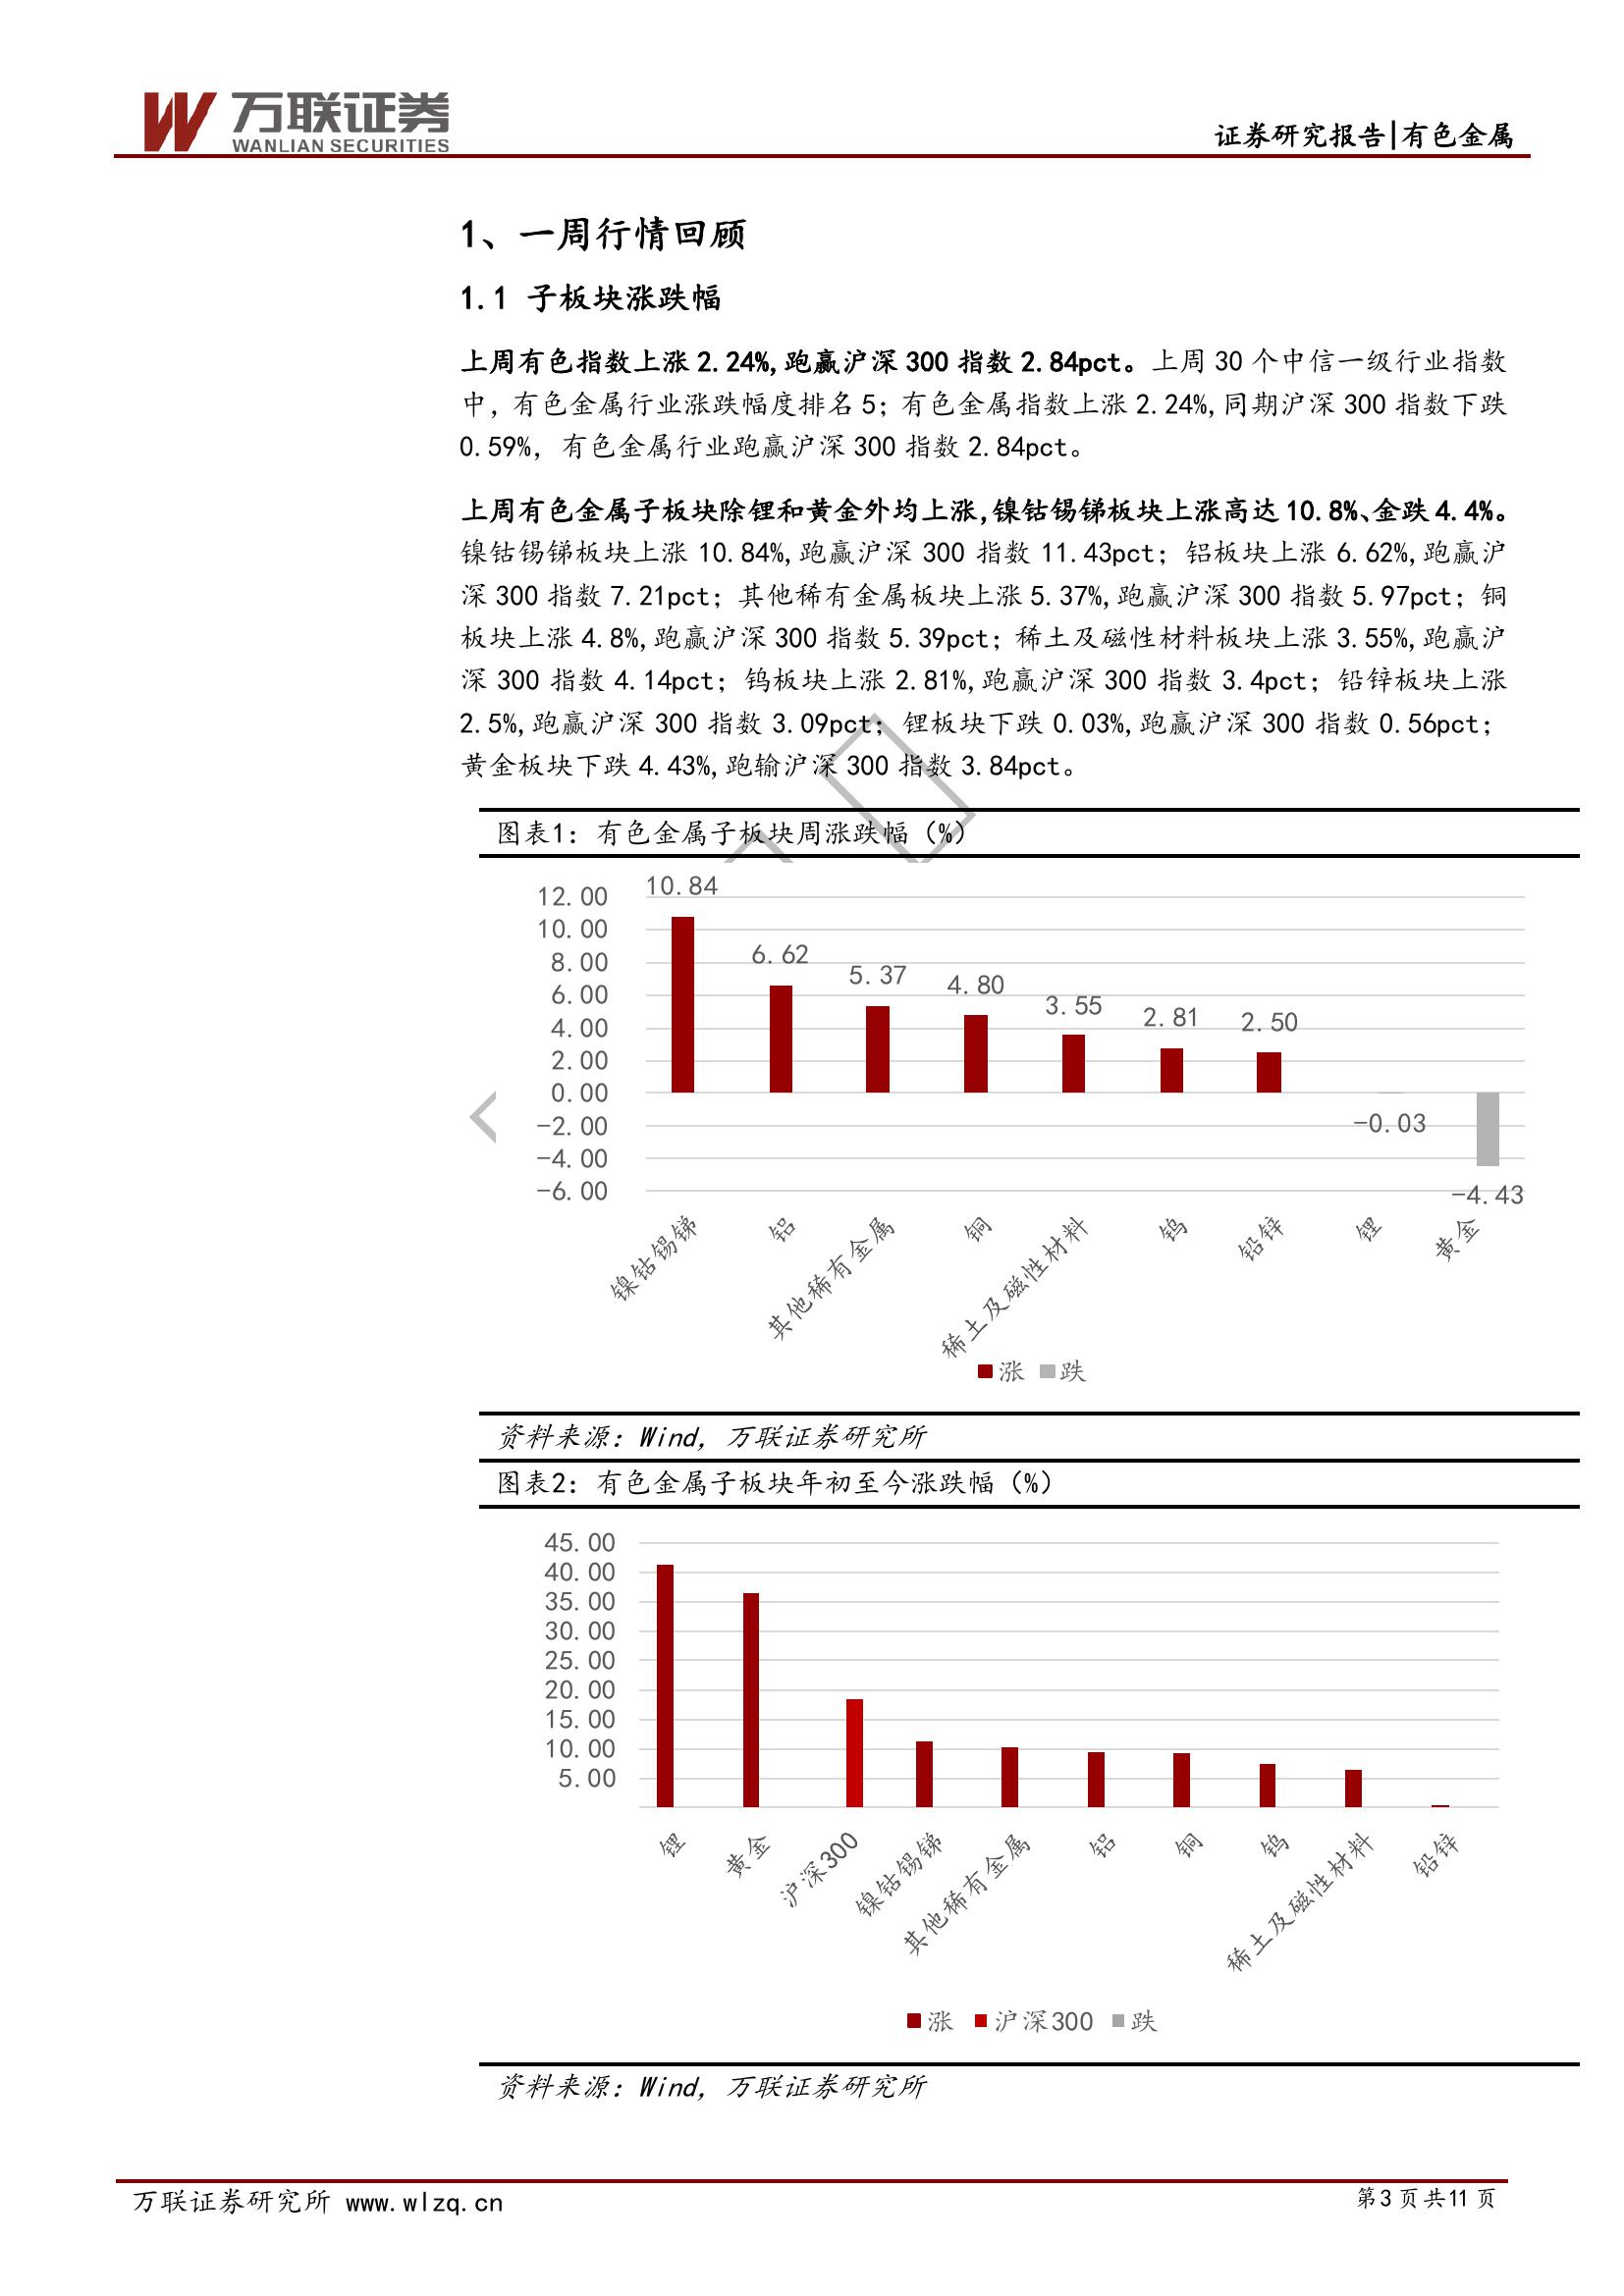 万联证券
WANLIAN SECURITIES
证券研究报告|有色金属
1、一周行情回顾
1.1 子板块涨跌幅
上周有色指数上涨 2.24%,跑赢沪深 300 指数 2.84pct。上周 30 个中信一级行业指数
中，有色金属行业涨跌幅度排名 5；有色金属指数上涨 2.24%,同期沪深 300 指数下跌
0.59%，有色金属行业跑赢沪深 300 指数 2.84pct。
上周有色金属子板块除锂和黄金外均上涨,镍钴锡锑板块上涨高达 10.8%、金跌 4.4%。
镍钴锡锑板块上涨 10.84%,跑赢沪深 300 指数 11.43pct；铝板块上涨 6.62%,跑赢沪
深 300 指数 7.21pct；其他稀有金属板块上涨 5.37%,跑赢沪深 300 指数 5.97pct；铜
板块上涨 4.8%,跑赢沪深 300 指数 5.39pct；稀土及磁性材料板块上涨 3.55%,跑赢沪
深 300 指数 4.14pct；钨板块上涨 2.81%,跑赢沪深 300 指数 3.4pct；铅锌板块上涨
2.5%,跑赢沪深 300 指数 3.09pct；锂板块下跌 0.03%,跑赢沪深 300 指数 0.56pct；
黄金板块下跌 4.43%,跑输沪深 300 指数 3.84pct。
图表1：有色金属子板块周涨跌幅（%）
12.00
10.00
8.00
6.00
4.00
2.00
0.00
-2.00
-4.00
-6.00
10.84
6.62
5.37
4.80
3.55
2.81
2.50
-0.03
-4.43
镍钴锡锑
铝
其他稀有金属
铜
稀土及磁性材料
钨
铅锌
锂
黄金
涨 跌
资料来源：Wind，万联证券研究所
图表2：有色金属子板块年初至今涨跌幅（%）
45.00
40.00
35.00
30.00
25.00
20.00
15.00
10.00
5.00
锂
黄金
沪深300
镍钴锡锑
其他稀有金属
铝
铜
钨
稀土及磁性材料
铅锌
涨 沪深300 跌
资料来源：Wind，万联证券研究所
万联证券研究所 www.wlzq.cn
第 3 页 共 11 页